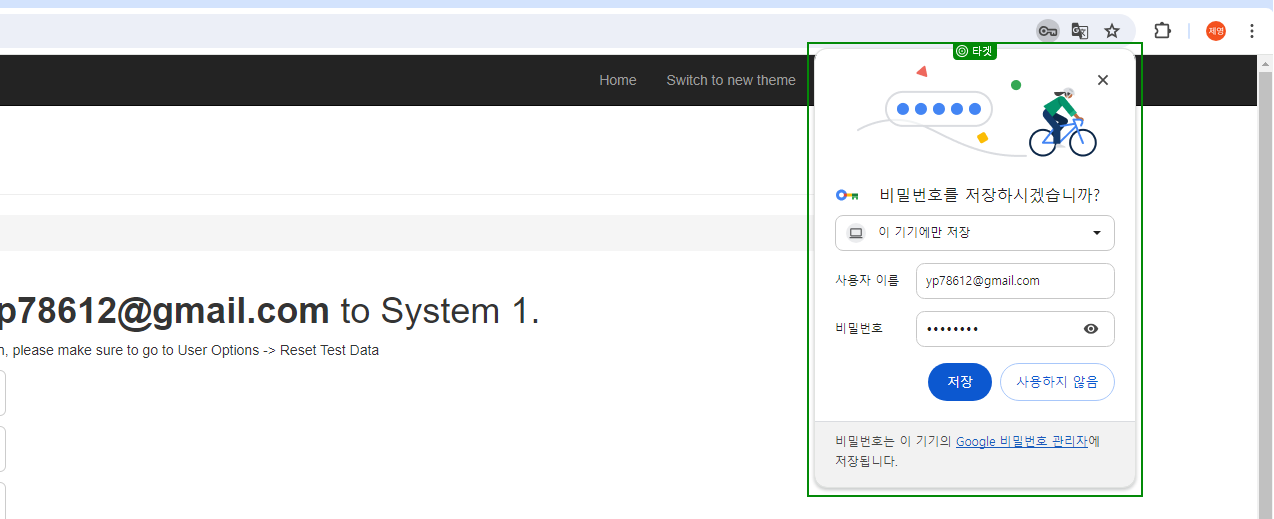 제영
Home Switch to new theme
타겟
비밀번호를 저장하시겠습니까?
이 기기에만 저장
사용자 이름 yp78612@gmail.com
비밀번호 ••••••••
저장 사용하지 않음
비밀번호는 이 기기의 Google 비밀번호 관리자에
저장됩니다.
p78612@gmail.com to System 1.
n, please make sure to go to User Options -> Reset Test Data